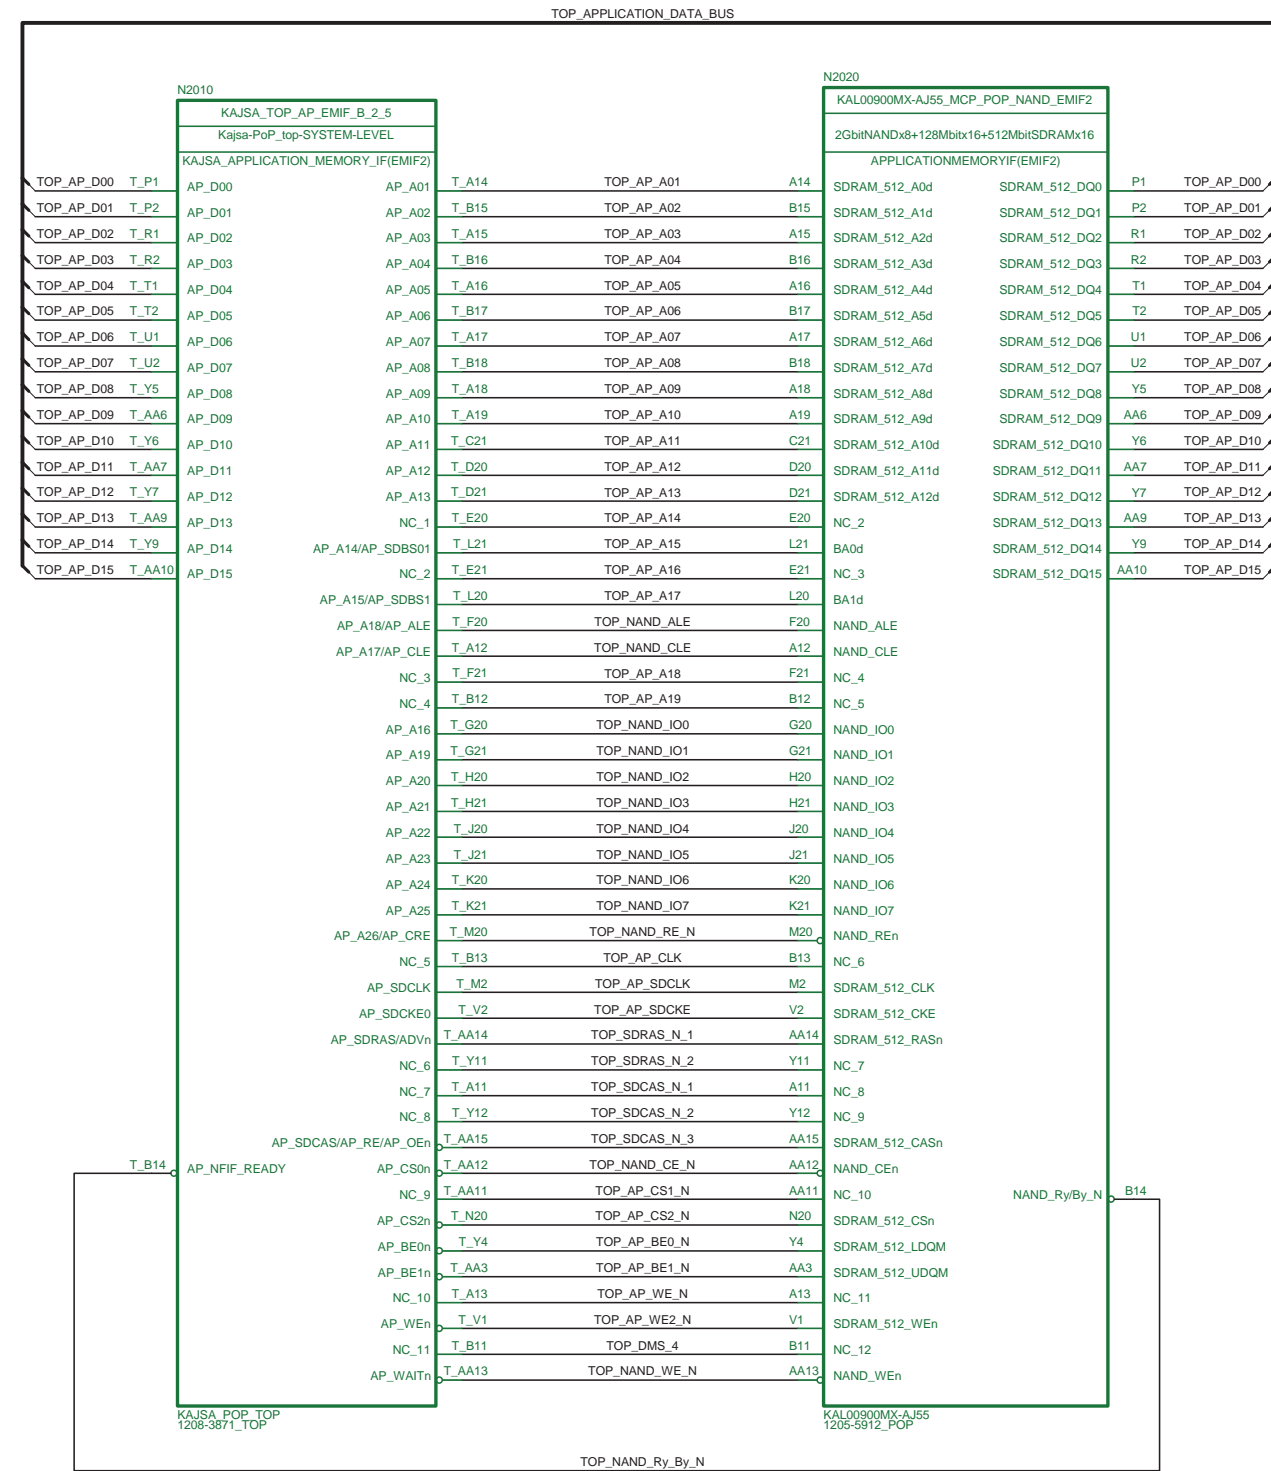 TOP_APPLICATION_DATA_BUS
N2010 N2020
KAJSA_TOP_AP_EMIF_B_2_5 KAL00900MX-AJ55_MCP_POP_NAND_EMIF2
Kajsa-PoP_top-SYSTEM-LEVEL 2GbitNANDx8+128Mbitx16+512MbitSDRAMx16
KAJSA_APPLICATION_MEMORY_IF(EMIF2) APPLICATIONMEMORYIF(EMIF2)
TOP_AP_D00 T_P1 AP_D00 AP_A01 T_A14 TOP_AP_A01 A14 SDRAM_512_A0d SDRAM_512_DQ0 P1 TOP_AP_D00
TOP_AP_D01 T_P2 AP_D01 AP_A02 T_B15 TOP_AP_A02 B15 SDRAM_512_A1d SDRAM_512_DQ1 P2 TOP_AP_D01
TOP_AP_D02 T_R1 AP_D02 AP_A03 T_A15 TOP_AP_A03 A15 SDRAM_512_A2d SDRAM_512_DQ2 R1 TOP_AP_D02
TOP_AP_D03 T_R2 AP_D03 AP_A04 T_B16 TOP_AP_A04 B16 SDRAM_512_A3d SDRAM_512_DQ3 R2 TOP_AP_D03
TOP_AP_D04 T_T1 AP_D04 AP_A05 T_A16 TOP_AP_A05 A16 SDRAM_512_A4d SDRAM_512_DQ4 T1 TOP_AP_D04
TOP_AP_D05 T_T2 AP_D05 AP_A06 T_B17 TOP_AP_A06 B17 SDRAM_512_A5d SDRAM_512_DQ5 T2 TOP_AP_D05
TOP_AP_D06 T_U1 AP_D06 AP_A07 T_A17 TOP_AP_A07 A17 SDRAM_512_A6d SDRAM_512_DQ6 U1 TOP_AP_D06
TOP_AP_D07 T_U2 AP_D07 AP_A08 T_B18 TOP_AP_A08 B18 SDRAM_512_A7d SDRAM_512_DQ7 U2 TOP_AP_D07
TOP_AP_D08 T_Y5 AP_D08 AP_A09 T_A18 TOP_AP_A09 A18 SDRAM_512_A8d SDRAM_512_DQ8 Y5 TOP_AP_D08
TOP_AP_D09 T_AA6 AP_D09 AP_A10 T_A19 TOP_AP_A10 A19 SDRAM_512_A9d SDRAM_512_DQ9 AA6 TOP_AP_D09
TOP_AP_D10 T_Y6 AP_D10 AP_A11 T_C21 TOP_AP_A11 C21 SDRAM_512_A10d SDRAM_512_DQ10 Y6 TOP_AP_D10
TOP_AP_D11 T_AA7 AP_D11 AP_A12 T_D20 TOP_AP_A12 D20 SDRAM_512_A11d SDRAM_512_DQ11 AA7 TOP_AP_D11
TOP_AP_D12 T_Y7 AP_D12 AP_A13 T_D21 TOP_AP_A13 D21 SDRAM_512_A12d SDRAM_512_DQ12 Y7 TOP_AP_D12
TOP_AP_D13 T_AA9 AP_D13 NC_1 T_E20 TOP_AP_A14 E20 NC_2 SDRAM_512_DQ13 AA9 TOP_AP_D13
TOP_AP_D14 T_Y9 AP_D14 AP_A14/AP_SDBS01 T_L21 TOP_AP_A15 L21 BA0d SDRAM_512_DQ14 Y9 TOP_AP_D14
TOP_AP_D15 T_AA10 AP_D15 NC_2 T_E21 TOP_AP_A16 E21 NC_3 SDRAM_512_DQ15 AA10 TOP_AP_D15
AP_A15/AP_SDBS1 T_L20 TOP_AP_A17 L20 BA1d
AP_A18/AP_ALE T_F20 TOP_NAND_ALE F20 NAND_ALE
AP_A17/AP_CLE T_A12 TOP_NAND_CLE A12 NAND_CLE
NC_3 T_F21 TOP_AP_A18 F21 NC_4
NC_4 T_B12 TOP_AP_A19 B12 NC_5
AP_A16 T_G20 TOP_NAND_IO0 G20 NAND_IO0
AP_A19 T_G21 TOP_NAND_IO1 G21 NAND_IO1
AP_A20 T_H20 TOP_NAND_IO2 H20 NAND_IO2
AP_A21 T_H21 TOP_NAND_IO3 H21 NAND_IO3
AP_A22 T_J20 TOP_NAND_IO4 J20 NAND_IO4
AP_A23 T_J21 TOP_NAND_IO5 J21 NAND_IO5
AP_A24 T_K20 TOP_NAND_IO6 K20 NAND_IO6
AP_A25 T_K21 TOP_NAND_IO7 K21 NAND_IO7
AP_A26/AP_CRE T_M20 TOP_NAND_RE_N M20 NAND_REn
NC_5 T_B13 TOP_AP_CLK B13 NC_6
AP_SDCLK T_M2 TOP_AP_SDCLK M2 SDRAM_512_CLK
AP_SDCKE0 T_V2 TOP_AP_SDCKE V2 SDRAM_512_CKE
AP_SDRAS/ADVn T_AA14 TOP_SDRAS_N_1 AA14 SDRAM_512_RASn
NC_6 T_Y11 TOP_SDRAS_N_2 Y11 NC_7
NC_7 T_A11 TOP_SDCAS_N_1 A11 NC_8
NC_8 T_Y12 TOP_SDCAS_N_2 Y12 NC_9
AP_SDCAS/AP_RE/AP_OEn T_AA15 TOP_SDCAS_N_3 AA15 SDRAM_512_CASn
T_B14 AP_NFIF_READY AP_CS0n T_AA12 TOP_NAND_CE_N AA12 NAND_CEn
NC_9 T_AA11 TOP_AP_CS1_N AA11 NC_10 NAND_Ry/By_N B14
AP_CS2n T_N20 TOP_AP_CS2_N N20 SDRAM_512_CSn
AP_BE0n T_Y4 TOP_AP_BE0_N Y4 SDRAM_512_LDQM
AP_BE1n T_AA3 TOP_AP_BE1_N AA3 SDRAM_512_UDQM
NC_10 T_A13 TOP_AP_WE_N A13 NC_11
AP_WEn T_V1 TOP_AP_WE2_N V1 SDRAM_512_WEn
NC_11 T_B11 TOP_DMS_4 B11 NC_12
AP_WAITn T_AA13 TOP_NAND_WE_N AA13 NAND_WEn
KAJSA_POP_TOP KAL00900MX-AJ55
1208-3871_TOP 1205-5912_POP
TOP_NAND_Ry_By_N